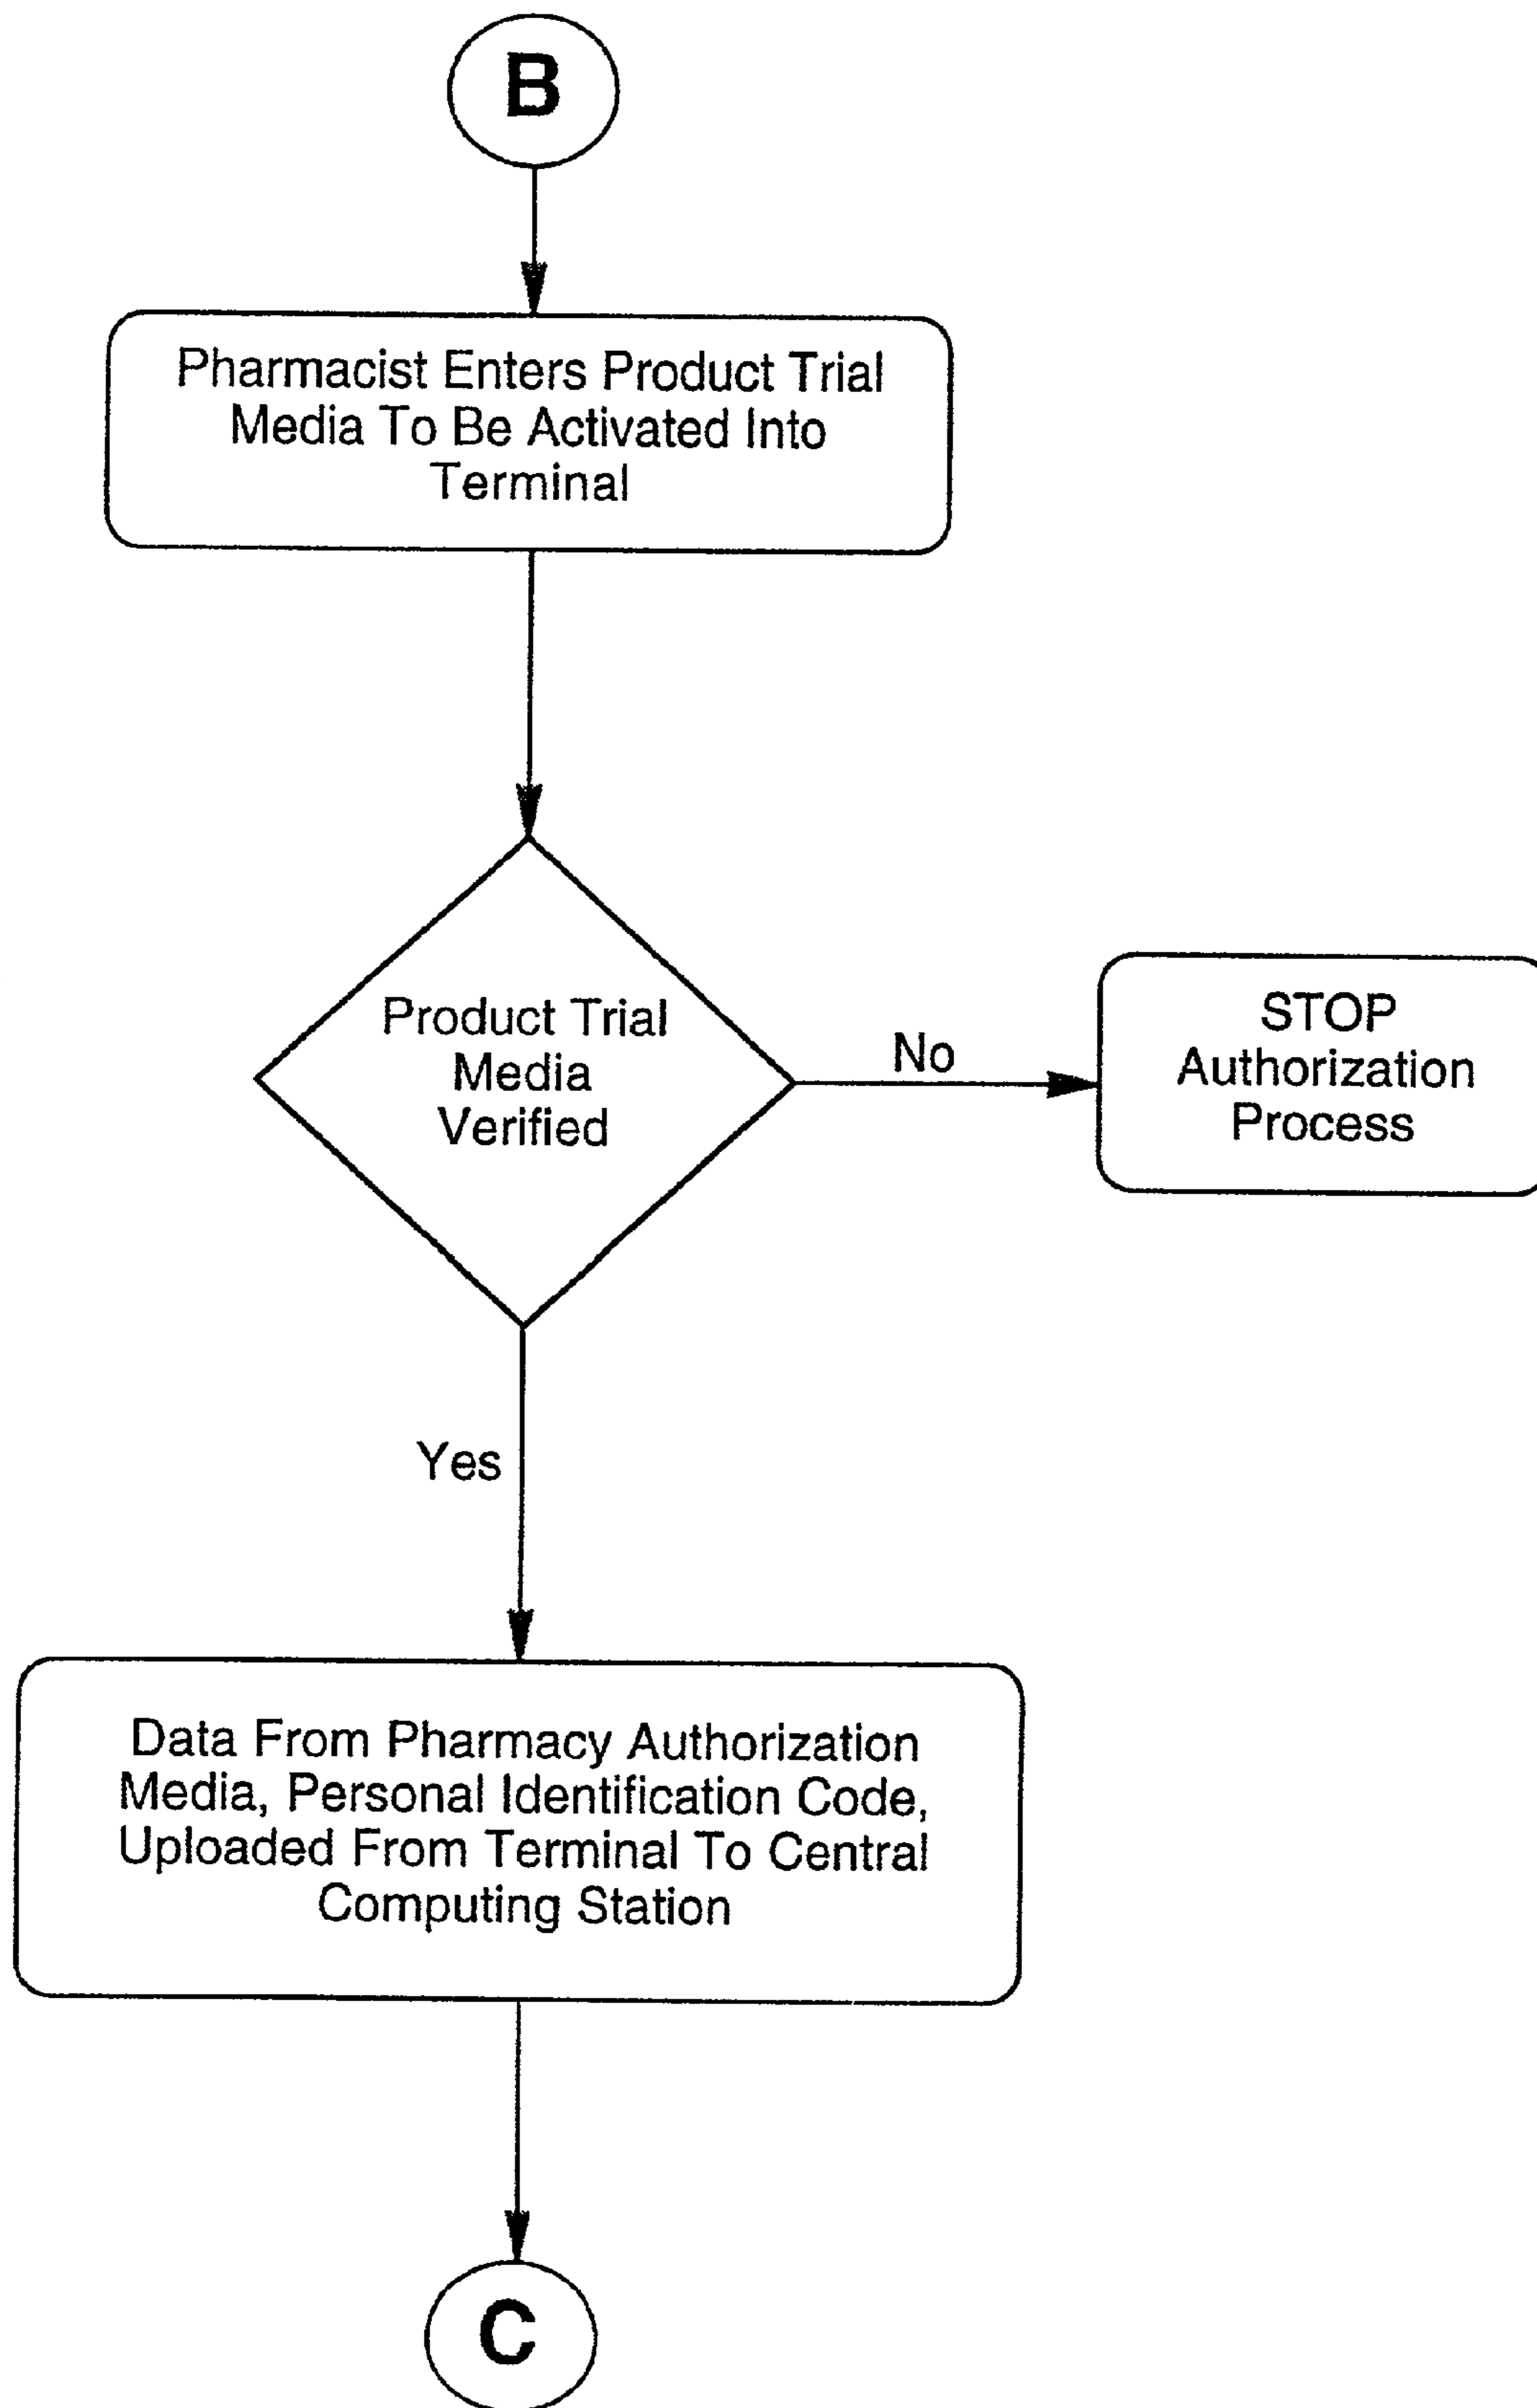 B
Pharmacist Enters Product Trial
Media To Be Activated Into
Terminal
Product Trial
Media
Verified
No
STOP
Authorization
Process
Yes
Data From Pharmacy Authorization
Media, Personal Identification Code,
Uploaded From Terminal To Central
Computing Station
C